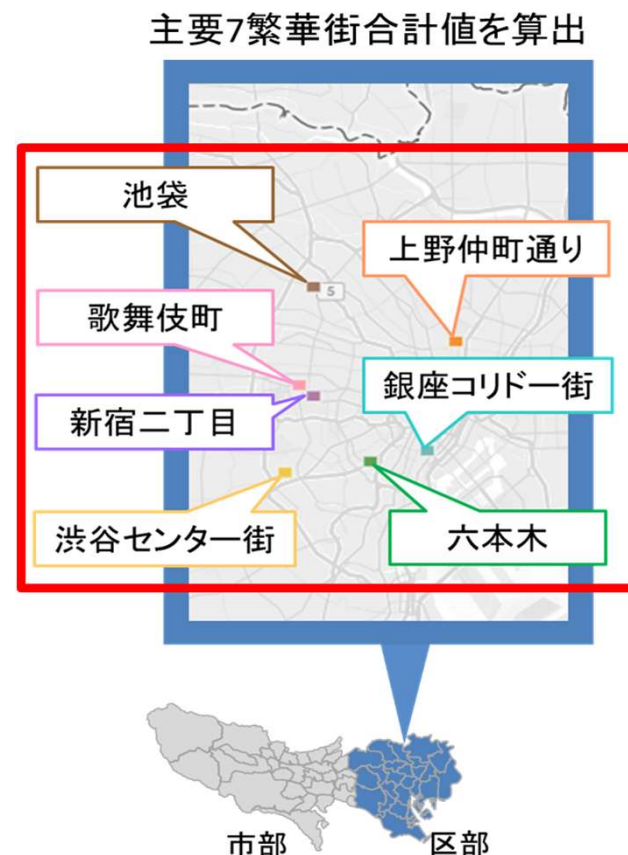 主要7繁華街合計値を算出
池袋
上野仲町通り
5
歌舞伎町
銀座コリドー街
新宿二丁目
渋谷センター街
六本木
市部
区部